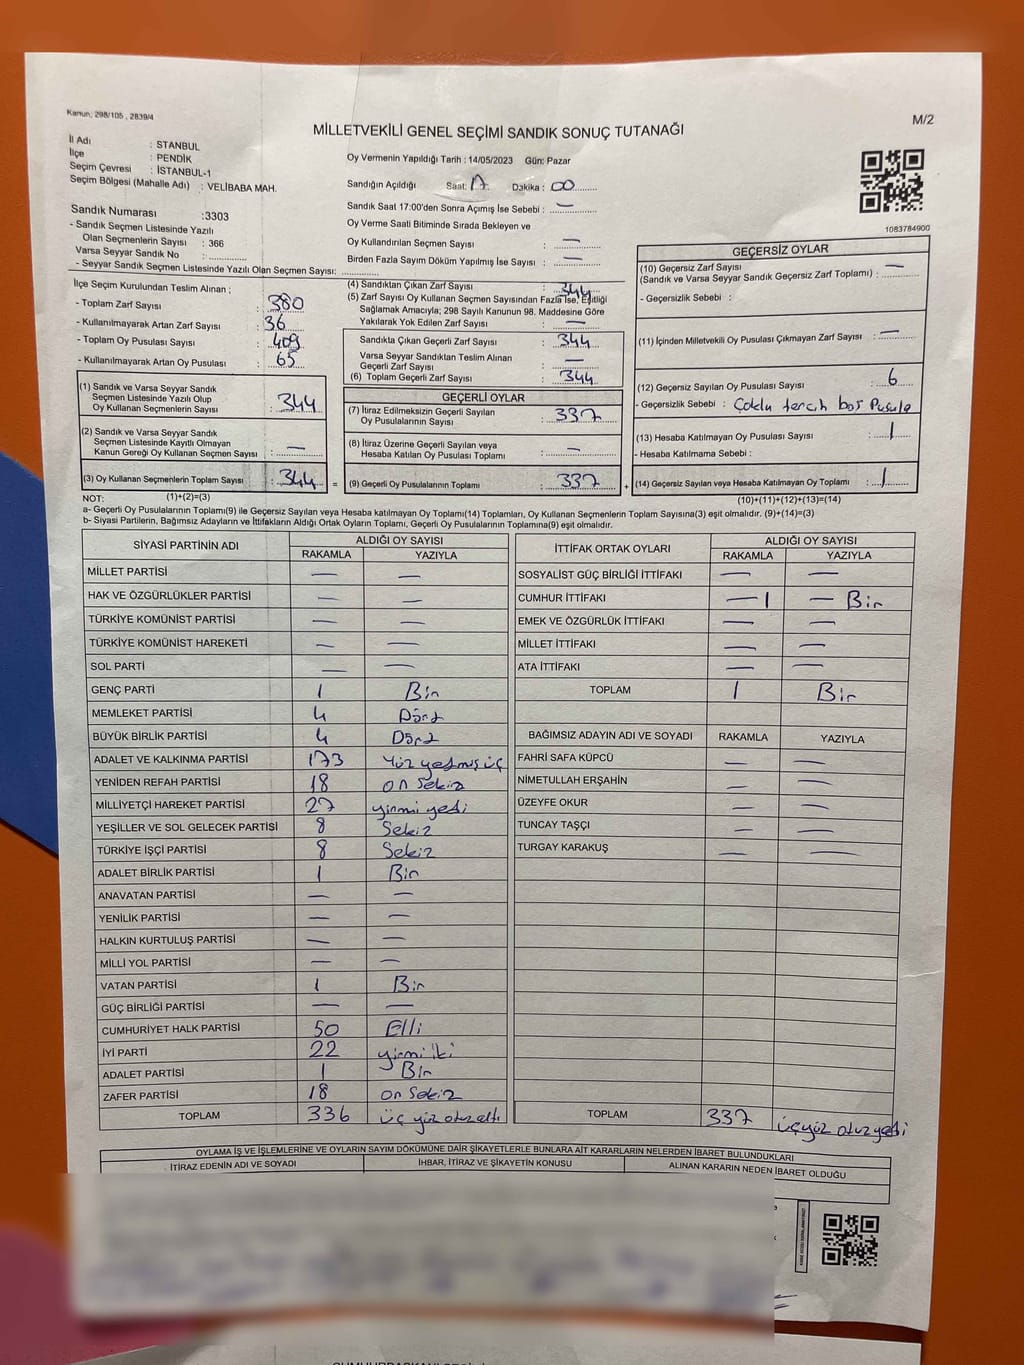 Kanun; 298/105 , 2839/4
M/2
MİLLETVEKİLİ GENEL SEÇİMİ SANDIK SONUÇ TUTANAĞI
İl Adı : STANBUL
İlçe : PENDİK
Seçim Çevresi : İSTANBUL-1
Seçim Bölgesi (Mahalle Adı) : VELİBABA MAH.
Oy Vermenin Yapıldığı Tarih : 14/05/2023 Gün: Pazar
Sandığın Açıldığı Saat: 17 Dakika : 00
Sandık Saat 17:00'den Sonra Açımış İse Sebebi : —
Oy Verme Saati Bitiminde Sırada Bekleyen ve
Oy Kullandırılan Seçmen Sayısı : —
Birden Fazla Sayım Döküm Yapılmış İse Sayısı : —
1083784900
Sandık Numarası :3303
- Sandık Seçmen Listesinde Yazılı
Olan Seçmenlerin Sayısı : 366
Varsa Seyyar Sandık No :
- Seyyar Sandık Seçmen Listesinde Yazılı Olan Seçmen Sayısı:
İlçe Seçim Kurulundan Teslim Alınan ;
- Toplam Zarf Sayısı : 380
- Kullanılmayarak Artan Zarf Sayısı : 36
- Toplam Oy Pusulası Sayısı : 409
- Kullanılmayarak Artan Oy Pusulası : 65
(1) Sandık ve Varsa Seyyar Sandık
Seçmen Listesinde Yazılı Olup
Oy Kullanan Seçmenlerin Sayısı : 344
(2) Sandık ve Varsa Seyyar Sandık
Seçmen Listesinde Kayıtlı Olmayan
Kanun Gereği Oy Kullanan Seçmen Sayısı : —
(3) Oy Kullanan Seçmenlerin Toplam Sayısı : 344
(4) Sandıktan Çıkan Zarf Sayısı : 344
(5) Zarf Sayısı Oy Kullanan Seçmen Sayısından Fazla İse, Eşitliği
Sağlamak Amacıyla; 298 Sayılı Kanunun 98. Maddesine Göre
Yakılarak Yok Edilen Zarf Sayısı : —
Sandıkta Çıkan Geçerli Zarf Sayısı : 344
Varsa Seyyar Sandıktan Teslim Alınan
Geçerli Zarf Sayısı : —
(6) Toplam Geçerli Zarf Sayısı : 344
GEÇERLİ OYLAR
(7) İtiraz Edilmeksizin Geçerli Sayılan
Oy Pusulalarının Sayısı : 337
(8) İtiraz Üzerine Geçerli Sayılan veya
Hesaba Katılan Oy Pusulası Toplamı : —
= (9) Geçerli Oy Pusulalarının Toplamı : 337 +
GEÇERSİZ OYLAR
(10) Geçersiz Zarf Sayısı
(Sandık ve Varsa Seyyar Sandık Geçersiz Zarf Toplamı) : —
- Geçersizlik Sebebi :
(11) İçinden Milletvekili Oy Pusulası Çıkmayan Zarf Sayısı : —
(12) Geçersiz Sayılan Oy Pusulası Sayısı : 6
- Geçersizlik Sebebi : Çoklu tercih boş Pusula
(13) Hesaba Katılmayan Oy Pusulası Sayısı : 1
- Hesaba Katılmama Sebebi :
(14) Geçersiz Sayılan veya Hesaba Katılmayan Oy Toplamı : 1
NOT: (1)+(2)=(3)
(10)+(11)+(12)+(13)=(14)
a- Geçerli Oy Pusulalarının Toplamı(9) ile Geçersiz Sayılan veya Hesaba katılmayan Oy Toplamı(14) Toplamları, Oy Kullanan Seçmenlerin Toplam Sayısına(3) eşit olmalıdır. (9)+(14)=(3)
b- Siyasi Partilerin, Bağımsız Adayların ve İttifakların Aldığı Ortak Oyların Toplamı, Geçerli Oy Pusulalarının Toplamına(9) eşit olmalıdır.
SİYASİ PARTİNİN ADI ALDIĞI OY SAYISI
RAKAMLA YAZIYLA
MİLLET PARTİSİ — —
HAK VE ÖZGÜRLÜKLER PARTİSİ — —
TÜRKİYE KOMÜNİST PARTİSİ — —
TÜRKİYE KOMÜNİST HAREKETİ — —
SOL PARTİ — —
GENÇ PARTİ 1 Bir
MEMLEKET PARTİSİ 4 Dört
BÜYÜK BİRLİK PARTİSİ 4 Dört
ADALET VE KALKINMA PARTİSİ 173 Yüz yetmiş üç
YENİDEN REFAH PARTİSİ 18 on Sekiz
MİLLİYETÇİ HAREKET PARTİSİ 27 yirmi yedi
YEŞİLLER VE SOL GELECEK PARTİSİ 8 Sekiz
TÜRKİYE İŞÇİ PARTİSİ 8 Sekiz
ADALET BİRLİK PARTİSİ 1 Bir
ANAVATAN PARTİSİ — —
YENİLİK PARTİSİ — —
HALKIN KURTULUŞ PARTİSİ — —
MİLLİ YOL PARTİSİ — —
VATAN PARTİSİ 1 Bir
GÜÇ BİRLİĞİ PARTİSİ — —
CUMHURİYET HALK PARTİSİ 50 Elli
İYİ PARTİ 22 yirmi iki
ADALET PARTİSİ 1 Bir
ZAFER PARTİSİ 18 on Sekiz
TOPLAM 336 üç yüz otuz altı
İTTİFAK ORTAK OYLARI ALDIĞI OY SAYISI
RAKAMLA YAZIYLA
SOSYALİST GÜÇ BİRLİĞİ İTTİFAKI — —
CUMHUR İTTİFAKI — 1 — Bir
EMEK VE ÖZGÜRLÜK İTTİFAKI — —
MİLLET İTTİFAKI — —
ATA İTTİFAKI — —
TOPLAM 1 Bir
BAĞIMSIZ ADAYIN ADI VE SOYADI RAKAMLA YAZIYLA
FAHRİ SAFA KÜPCÜ — —
NİMETULLAH ERŞAHİN — —
ÜZEYFE OKUR — —
TUNCAY TAŞÇI — —
TURGAY KARAKUŞ — —
TOPLAM 337 üçyüz otuz yedi
OYLAMA İŞ VE İŞLEMLERİNE VE OYLARIN SAYIM DÖKÜMÜNE DAİR ŞİKAYETLERLE BUNLARA AİT KARARLARIN NELERDEN İBARET BULUNDUKLARI
İTİRAZ EDENİN ADI VE SOYADI İHBAR, İTİRAZ VE ŞİKAYETİN KONUSU ALINAN KARARIN NEDEN İBARET OLDUĞU